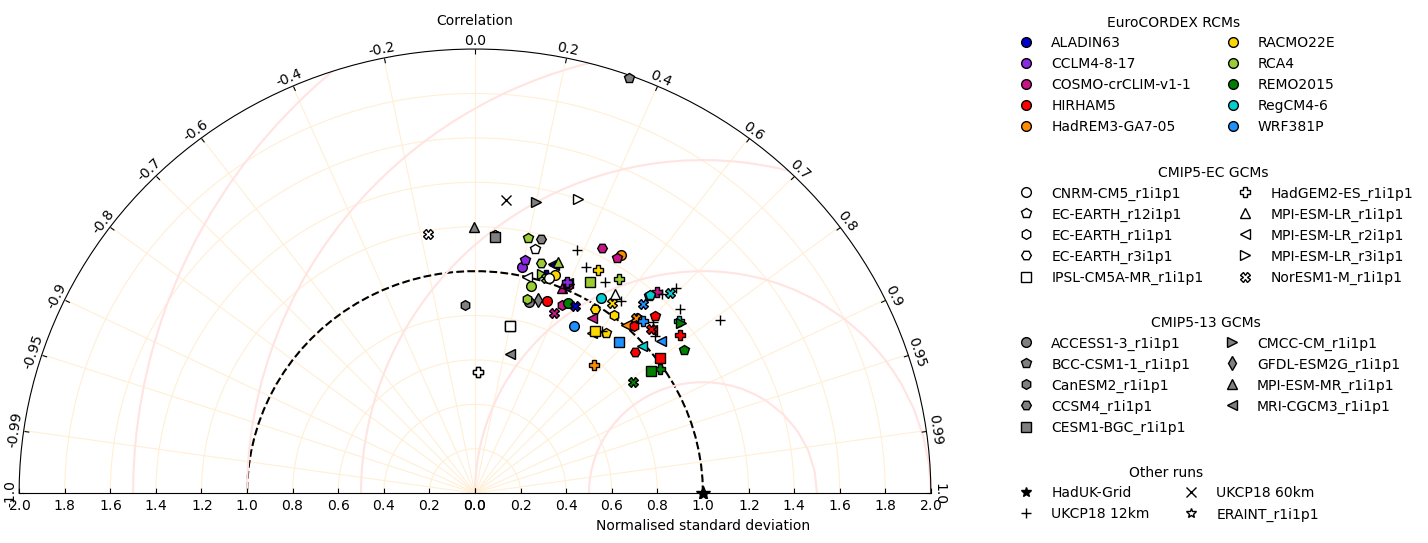 Correlation
0.0
-0.2
0.2
-0.4
0.4
-0.6
0.6
-0.7
0.7
-0.8
0.8
-0.9
0.9
-0.95
0.95
-0.99
0.99
-1.0
1.0
2.0 1.8 1.6 1.4 1.2 1.0 0.8 0.6 0.4 0.2 0.0 0.2 0.4 0.6 0.8 1.0 1.2 1.4 1.6 1.8 2.0
Normalised standard deviation
EuroCORDEX RCMs
ALADIN63
CCLM4-8-17
COSMO-crCLIM-v1-1
HIRHAM5
HadREM3-GA7-05
RACMO22E
RCA4
REMO2015
RegCM4-6
WRF381P
CMIP5-EC GCMs
CNRM-CM5_r1i1p1
EC-EARTH_r12i1p1
EC-EARTH_r1i1p1
EC-EARTH_r3i1p1
IPSL-CM5A-MR_r1i1p1
HadGEM2-ES_r1i1p1
MPI-ESM-LR_r1i1p1
MPI-ESM-LR_r2i1p1
MPI-ESM-LR_r3i1p1
NorESM1-M_r1i1p1
CMIP5-13 GCMs
ACCESS1-3_r1i1p1
BCC-CSM1-1_r1i1p1
CanESM2_r1i1p1
CCSM4_r1i1p1
CESM1-BGC_r1i1p1
CMCC-CM_r1i1p1
GFDL-ESM2G_r1i1p1
MPI-ESM-MR_r1i1p1
MRI-CGCM3_r1i1p1
Other runs
HadUK-Grid
UKCP18 12km
UKCP18 60km
ERAINT_r1i1p1